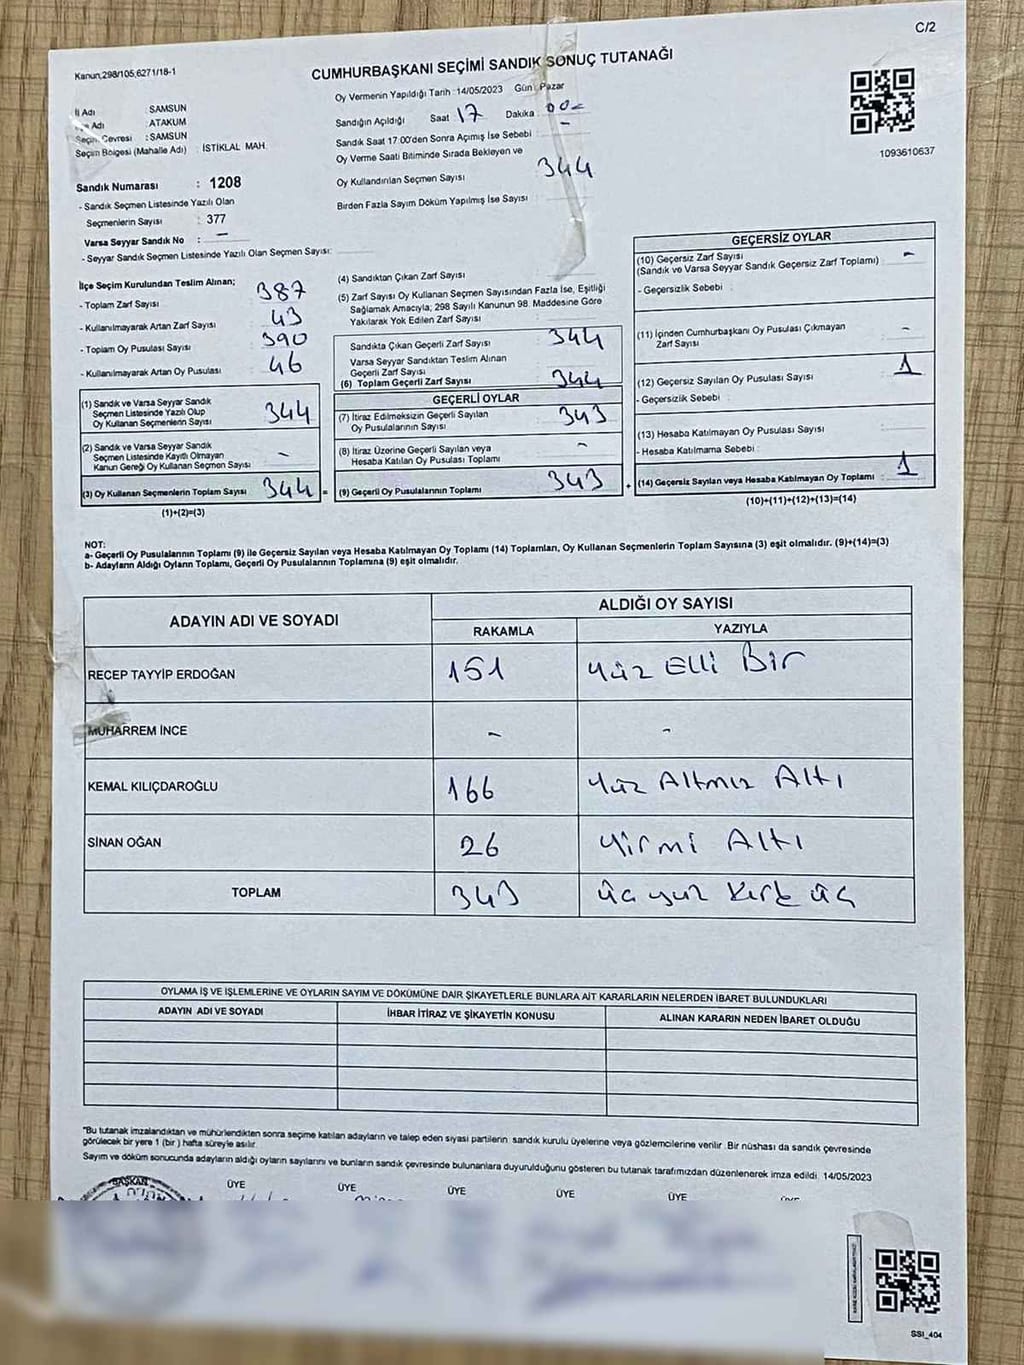 C/2
Kanun,298/105,6271/18-1
CUMHURBAŞKANI SEÇİMİ SANDIK SONUÇ TUTANAĞI
Oy Vermenin Yapıldığı Tarih :14/05/2023 Gün : Pazar
İl Adı : SAMSUN
Adı : ATAKUM
Seçim Çevresi : SAMSUN
Seçim Bölgesi (Mahalle Adı) : İSTİKLAL MAH.
Sandık Numarası : 1208
- Sandık Seçmen Listesinde Yazılı Olan
Seçmenlerin Sayısı : 377
Varsa Seyyar Sandık No : -
- Seyyar Sandık Seçmen Listesinde Yazılı Olan Seçmen Sayısı:
Sandığın Açıldığı Saat 17 Dakika 00
Sandık Saat 17:00'den Sonra Açımış İse Sebebi -
Oy Verme Saati Bitiminde Sırada Bekleyen ve
Oy Kullandırılan Seçmen Sayısı 344
Birden Fazla Sayım Döküm Yapılmış İse Sayısı
1093610637
İlçe Seçim Kurulundan Teslim Alınan;
- Toplam Zarf Sayısı : 387
- Kullanılmayarak Artan Zarf Sayısı : 43
- Toplam Oy Pusulası Sayısı : 390
- Kullanılmayarak Artan Oy Pusulası : 46
(1) Sandık ve Varsa Seyyar Sandık
Seçmen Listesinde Yazılı Olup
Oy Kullanan Seçmenlerin Sayısı 344
(2) Sandık ve Varsa Seyyar Sandık
Seçmen Listesinde Kayıtlı Olmayan
Kanun Gereği Oy Kullanan Seçmen Sayısı -
(3) Oy Kullanan Seçmenlerin Toplam Sayısı 344 =
(1)+(2)=(3)
(4) Sandıktan Çıkan Zarf Sayısı
(5) Zarf Sayısı Oy Kullanan Seçmen Sayısından Fazla İse, Eşitliği
Sağlamak Amacıyla; 298 Sayılı Kanunun 98. Maddesine Göre
Yakılarak Yok Edilen Zarf Sayısı :
Sandıkta Çıkan Geçerli Zarf Sayısı 344
Varsa Seyyar Sandıktan Teslim Alınan
Geçerli Zarf Sayısı
(6) Toplam Geçerli Zarf Sayısı 344
GEÇERLİ OYLAR
(7) İtiraz Edilmeksizin Geçerli Sayılan
Oy Pusulalarının Sayısı 343
(8) İtiraz Üzerine Geçerli Sayılan veya
Hesaba Katılan Oy Pusulası Toplamı -
(9) Geçerli Oy Pusulalarının Toplamı 343 +
GEÇERSİZ OYLAR
(10) Geçersiz Zarf Sayısı
(Sandık ve Varsa Seyyar Sandık Geçersiz Zarf Toplamı) -
- Geçersizlik Sebebi :
(11) İçinden Cumhurbaşkanı Oy Pusulası Çıkmayan
Zarf Sayısı -
(12) Geçersiz Sayılan Oy Pusulası Sayısı 1
- Geçersizlik Sebebi :
(13) Hesaba Katılmayan Oy Pusulası Sayısı
- Hesaba Katılmama Sebebi :
(14) Geçersiz Sayılan veya Hesaba Katılmayan Oy Toplamı : 1
(10)+(11)+(12)+(13)=(14)
NOT:
a- Geçerli Oy Pusulalarının Toplamı (9) ile Geçersiz Sayılan veya Hesaba Katılmayan Oy Toplamı (14) Toplamları, Oy Kullanan Seçmenlerin Toplam Sayısına (3) eşit olmalıdır. (9)+(14)=(3)
b- Adayların Aldığı Oyların Toplamı, Geçerli Oy Pusulalarının Toplamına (9) eşit olmalıdır.
ADAYIN ADI VE SOYADI
ALDIĞI OY SAYISI
RAKAMLA YAZIYLA
RECEP TAYYİP ERDOĞAN 151 Yüz Elli Bir
MUHARREM İNCE - -
KEMAL KILIÇDAROĞLU 166 Yüz Altmış Altı
SİNAN OĞAN 26 Yirmi Altı
TOPLAM 343 Üç yüz Kırk Üç
OYLAMA İŞ VE İŞLEMLERİNE VE OYLARIN SAYIM VE DÖKÜMÜNE DAİR ŞİKAYETLERLE BUNLARA AİT KARARLARIN NELERDEN İBARET BULUNDUKLARI
ADAYIN ADI VE SOYADI İHBAR İTİRAZ VE ŞİKAYETİN KONUSU ALINAN KARARIN NEDEN İBARET OLDUĞU
*Bu tutanak imzalandıktan ve mühürlendikten sonra seçime katılan adayların ve talep eden siyasi partilerin sandık kurulu üyelerine veya gözlemcilerine verilir. Bir nüshası da sandık çevresinde
görülecek bir yere 1 (bir) hafta süreyle asılır.
Sayım ve döküm sonucunda adayların aldığı oyların sayılarını ve bunların sandık çevresinde bulunanlara duyurulduğunu gösteren bu tutanak tarafımızdan düzenlenerek imza edildi. 14/05/2023
BAŞKAN ÜYE ÜYE ÜYE ÜYE ÜYE ÜYE
SSI_404